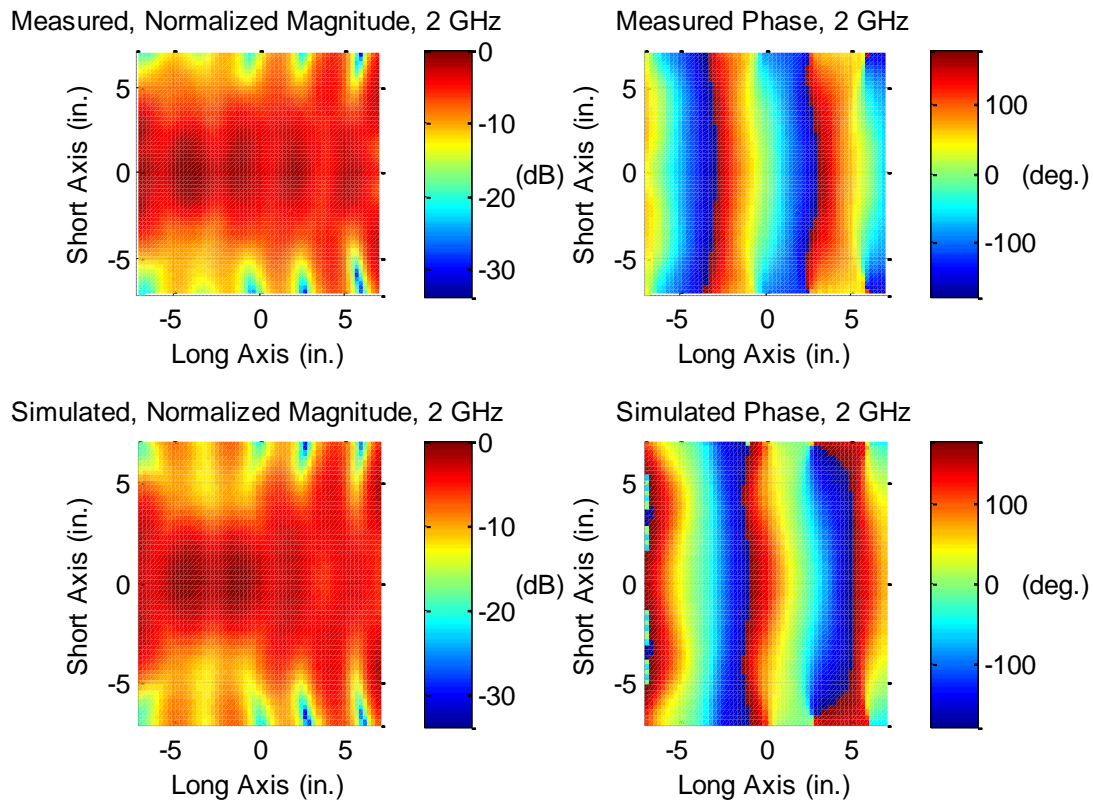 Measured, Normalized Magnitude, 2 GHz
Short Axis (in.)
5
0
-5
-5 0 5
Long Axis (in.)
0
-10
-20
-30
(dB)
Measured Phase, 2 GHz
Short Axis (in.)
5
0
-5
-5 0 5
Long Axis (in.)
100
0
-100
(deg.)
Simulated, Normalized Magnitude, 2 GHz
Short Axis (in.)
5
0
-5
-5 0 5
Long Axis (in.)
0
-10
-20
-30
(dB)
Simulated Phase, 2 GHz
Short Axis (in.)
5
0
-5
-5 0 5
Long Axis (in.)
100
0
-100
(deg.)